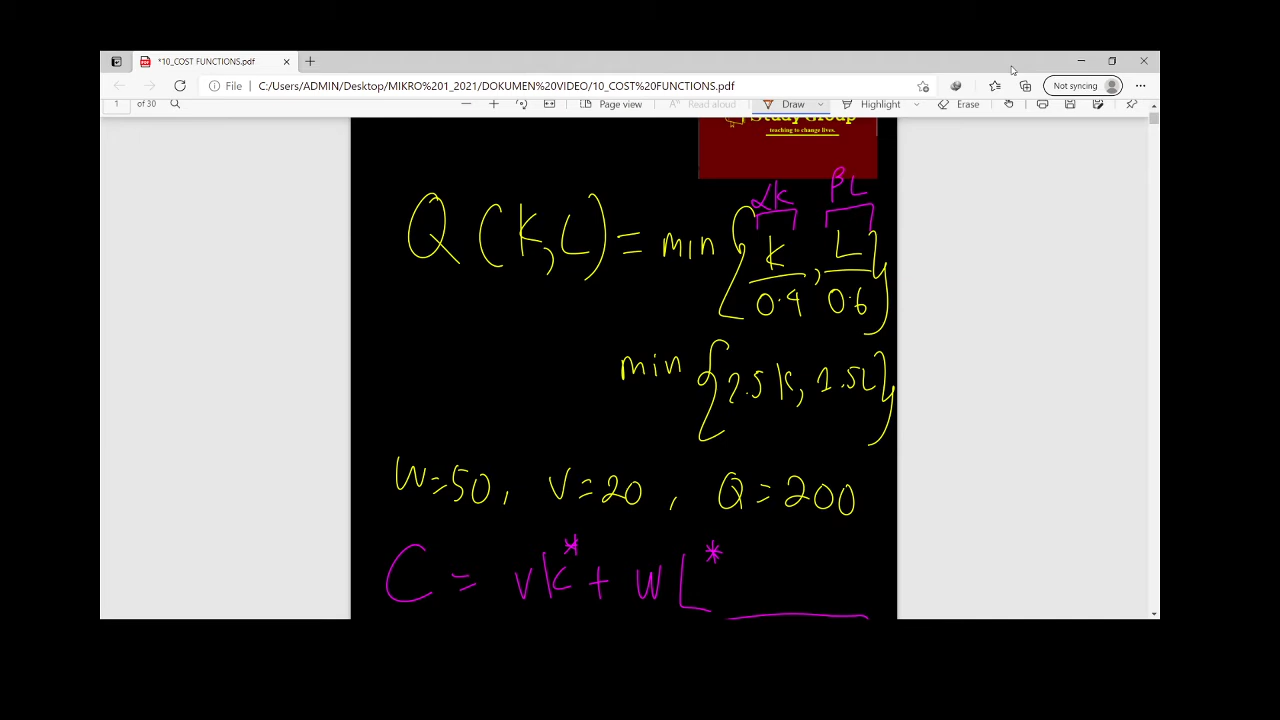 *10_COST FUNCTIONS.pdf
File C:/Users/ADMIN/Desktop/MIKRO%201_2021/DOKUMEN%20VIDEO/10_COST%20FUNCTIONS.pdf Not syncing
1 of 30 Page view Read aloud Draw Highlight Erase
Study Group
teaching to change lives.
αK βL
Q (K,L) = min { K/0.4 , L/0.6 }
min { 2.5K, 1.5L }
W=50, V=20, Q=200
C = VK* + WL*